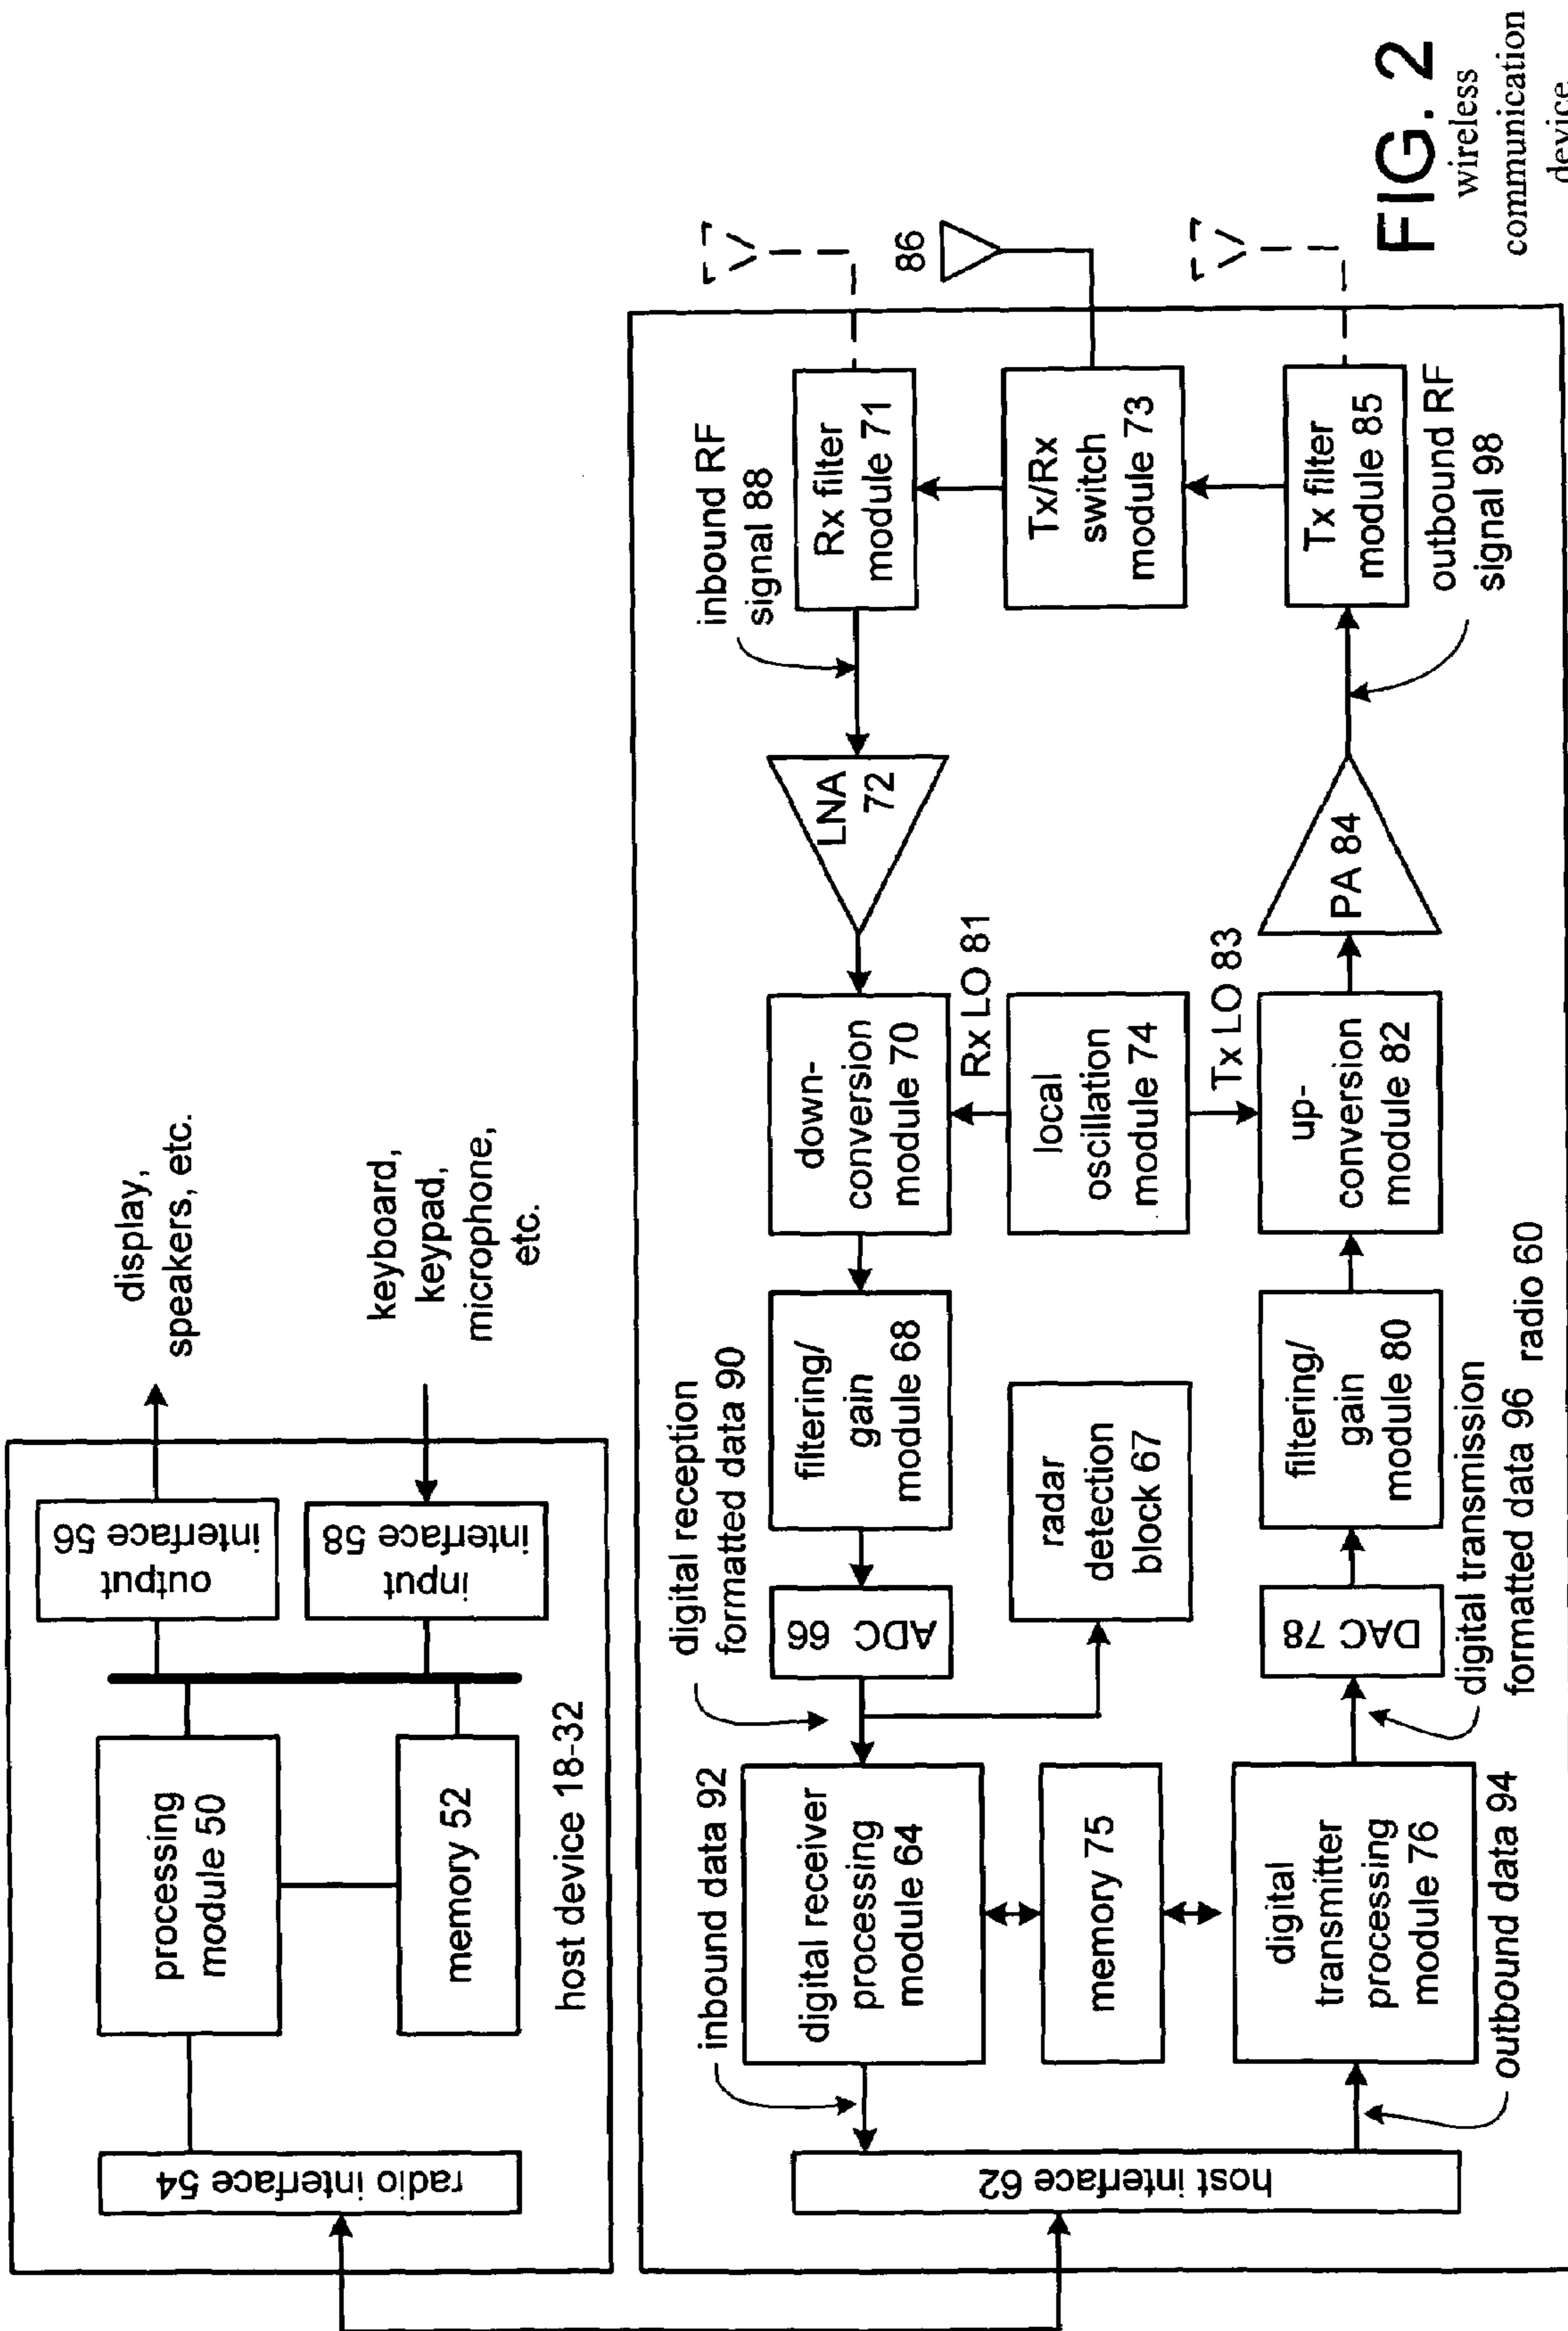 display,
speakers, etc.
keyboard,
keypad,
microphone,
etc.
output
interface 56
input
interface 58
processing
module 50
memory 52
radio interface 54
host device 18-32
inbound RF
signal 88
86
Rx filter
module 71
Tx/Rx
switch
module 73
Tx filter
module 85
outbound RF
signal 98
LNA
72
PA 84
down-
conversion
module 70
Rx LO 81
local
oscillation
module 74
Tx LO 83
up-
conversion
module 82
filtering/
gain
module 68
radar
detection
block 67
filtering/
gain
module 80
digital reception
formatted data 90
ADC 66
DAC 78
digital transmission
formatted data 96
radio 60
inbound data 92
digital receiver
processing
module 64
memory 75
digital
transmitter
processing
module 76
outbound data 94
host interface 62
FIG. 2
wireless
communication
device